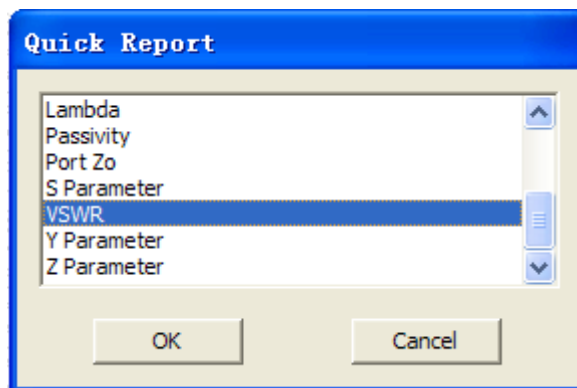 Quick Report
Lambda
Passivity
Port Zo
S Parameter
VSWR
Y Parameter
Z Parameter
OK
Cancel